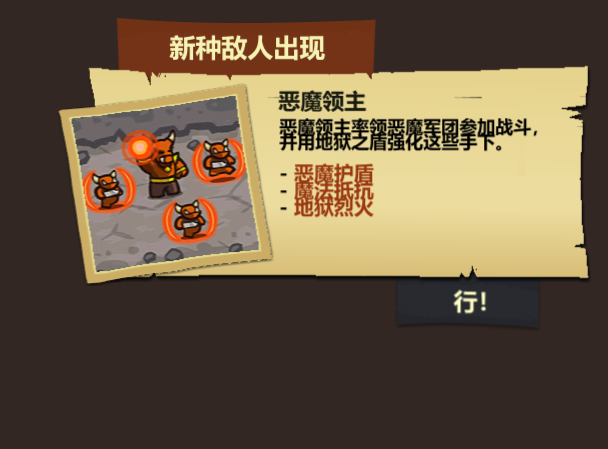 新种敌人出现
恶魔领主
恶魔领主率领恶魔军团参加战斗，
并用地狱之盾强化这些手下。
- 恶魔护盾
- 魔法抵抗
- 地狱烈火
行！